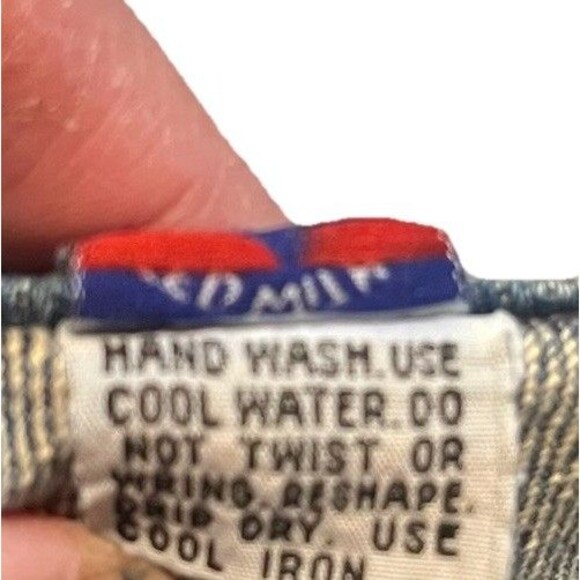 HAND WASH. USE
COOL WATER. DO
NOT TWIST OR
WRING. RESHAPE.
DRIP DRY. USE
COOL IRON